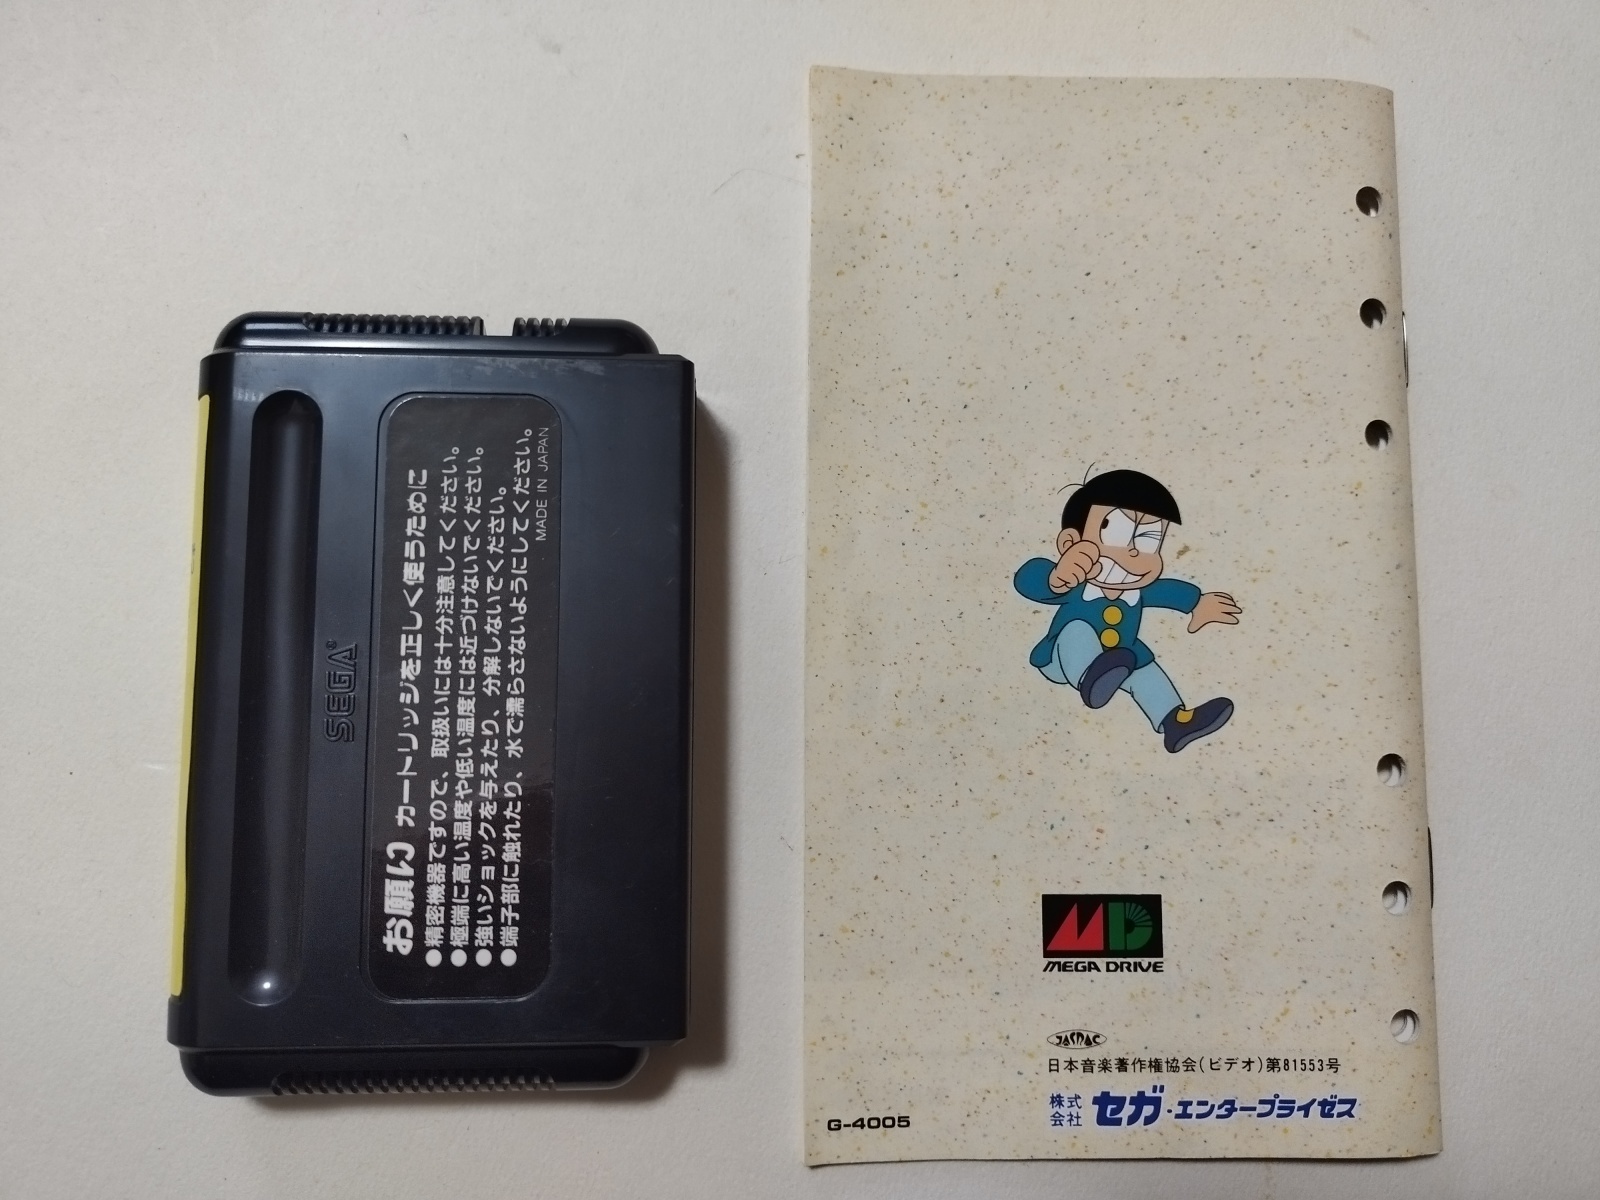 SEGA®
お願い カートリッジを正しく使うために
●精密機器ですので、取扱いには十分注意してください。
●極端に高い温度や低い温度には近づけないでください。
●強いショックを与えたり、分解しないでください。
●端子部に触れたり、水で濡らさないようにしてください。
MADE IN JAPAN
MD
MEGA DRIVE
JASRAC
日本音楽著作権協会(ビデオ)第81553号
株式会社 セガ・エンタープライゼス
G-4005